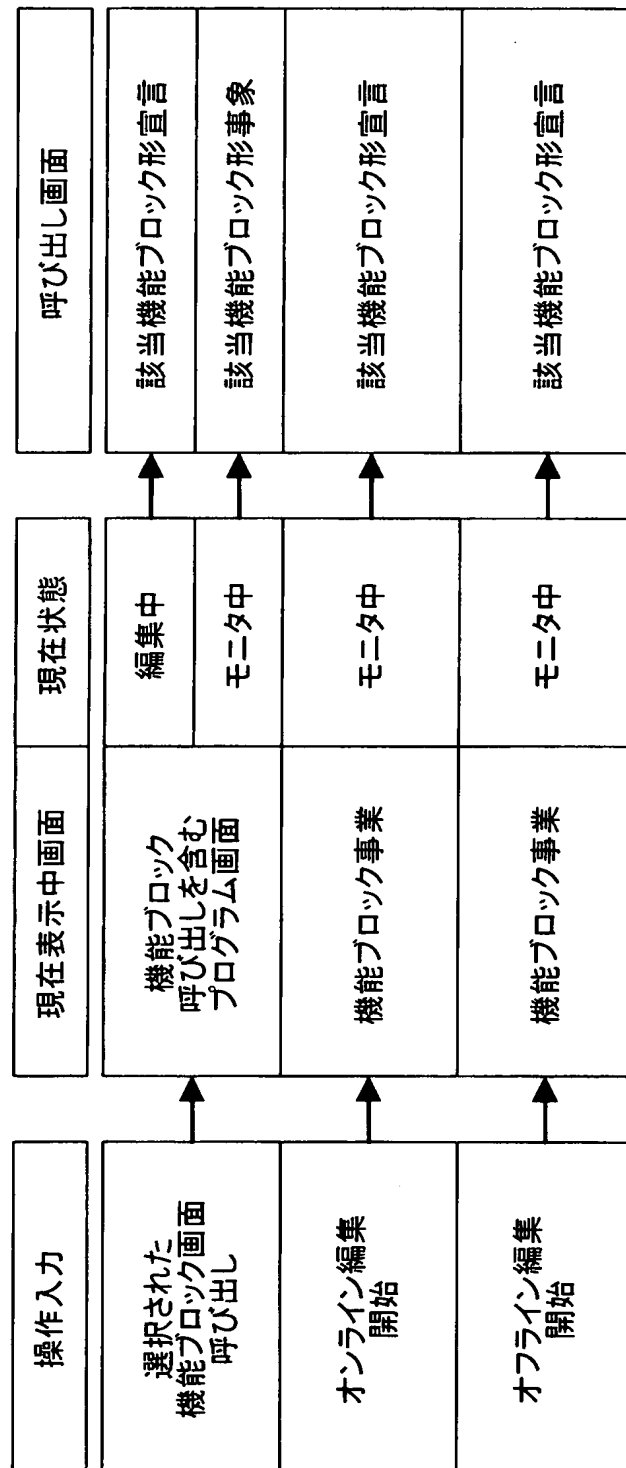 操作入力
現在表示中画面
現在状態
呼び出し画面
選択された
機能ブロック画面
呼び出し
機能ブロック
呼び出しを含む
プログラム画面
編集中
該当機能ブロック形宣言
モニタ中
該当機能ブロック形事象
オンライン編集
開始
機能ブロック事業
モニタ中
該当機能ブロック形宣言
オフライン編集
開始
機能ブロック事業
モニタ中
該当機能ブロック形宣言